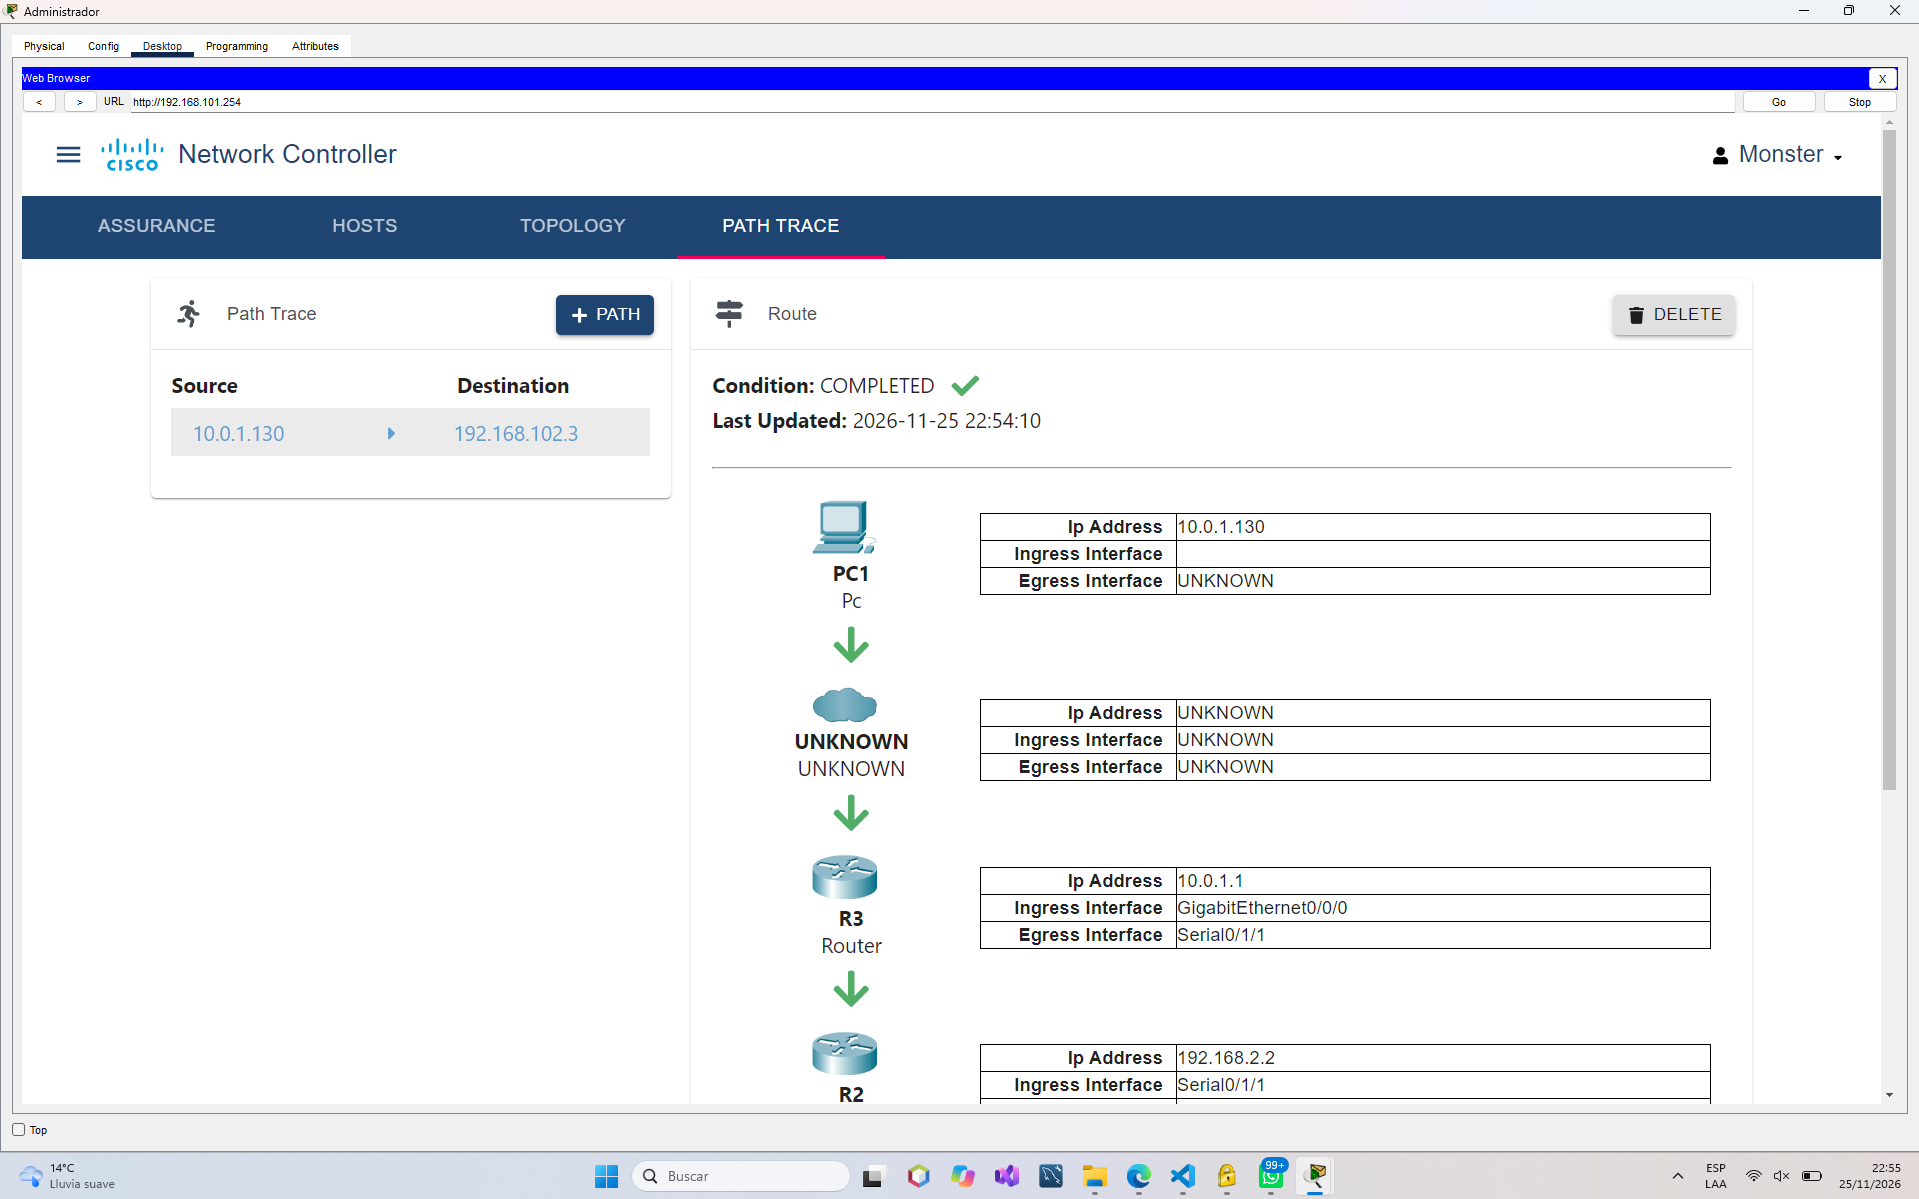 Administrador
Physical Config Desktop Programming Attributes
Web Browser X
< > URL http://192.168.101.254 Go Stop
CISCO Network Controller Monster
ASSURANCE HOSTS TOPOLOGY PATH TRACE
Path Trace + PATH
Source Destination
10.0.1.130 192.168.102.3
Route DELETE
Condition: COMPLETED
Last Updated: 2026-11-25 22:54:10
PC1
Pc
Ip Address 10.0.1.130
Ingress Interface
Egress Interface UNKNOWN
UNKNOWN
UNKNOWN
Ip Address UNKNOWN
Ingress Interface UNKNOWN
Egress Interface UNKNOWN
R3
Router
Ip Address 10.0.1.1
Ingress Interface GigabitEthernet0/0/0
Egress Interface Serial0/1/1
R2
Ip Address 192.168.2.2
Ingress Interface Serial0/1/1
Top
14°C
Lluvia suave
Buscar
99+
ESP
LAA
22:55
25/11/2026